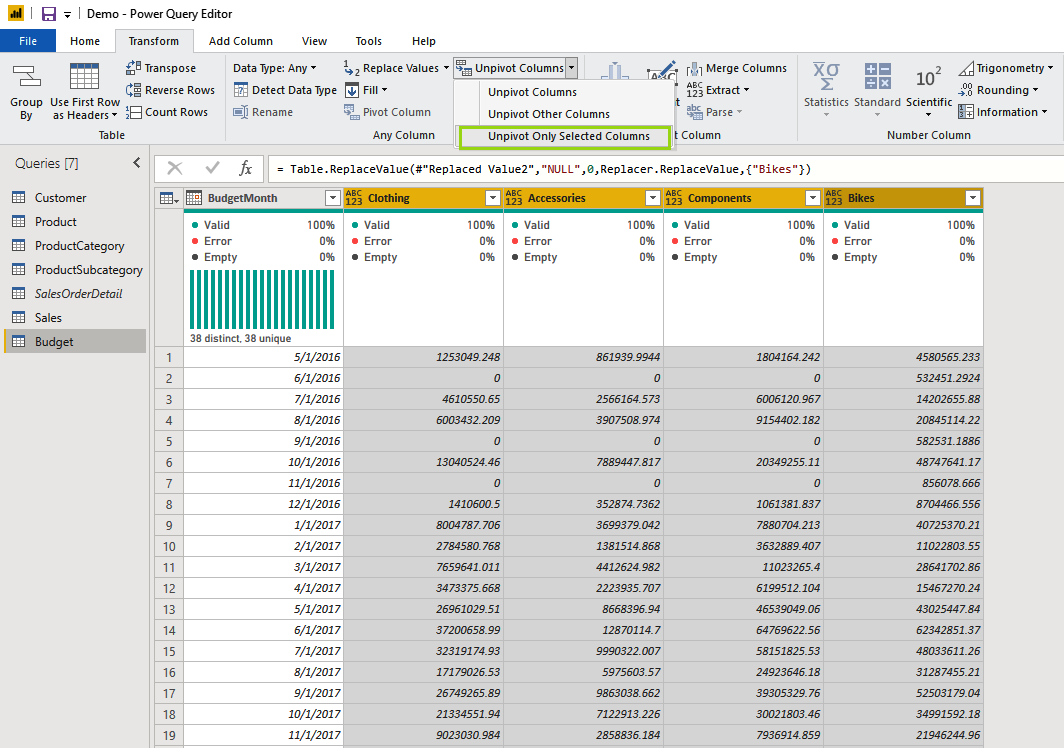 Demo - Power Query Editor
File Home Transform Add Column View Tools Help
Group By
Use First Row as Headers
Transpose
Reverse Rows
Count Rows
Table
Data Type: Any
Detect Data Type
Rename
Replace Values
Fill
Pivot Column
Any Column
Unpivot Columns
Unpivot Columns
Unpivot Other Columns
Unpivot Only Selected Columns
ABC
t Column
Merge Columns
Extract
Parse
Statistics
Standard
Scientific
10²
Trigonometry
Rounding
Information
Number Column
Queries [7]
Customer
Product
ProductCategory
ProductSubcategory
SalesOrderDetail
Sales
Budget
fx = Table.ReplaceValue(#"Replaced Value2","NULL",0,Replacer.ReplaceValue,{"Bikes"})
BudgetMonth ABC 123 Clothing ABC 123 Accessories ABC 123 Components ABC 123 Bikes
Valid 100% Valid 100% Valid 100% Valid 100% Valid 100%
Error 0% Error 0% Error 0% Error 0% Error 0%
Empty 0% Empty 0% Empty 0% Empty 0% Empty 0%
38 distinct, 38 unique
1 5/1/2016 1253049.248 861939.9944 1804164.242 4580565.233
2 6/1/2016 0 0 0 532451.2924
3 7/1/2016 4610550.65 2566164.573 6006120.967 14202655.88
4 8/1/2016 6003432.209 3907508.974 9154402.182 20845114.22
5 9/1/2016 0 0 0 582531.1886
6 10/1/2016 13040524.46 7889447.817 20349255.11 48747641.17
7 11/1/2016 0 0 0 856078.666
8 12/1/2016 1410600.5 352874.7362 1061381.837 8704466.556
9 1/1/2017 8004787.706 3699379.042 7880704.213 40725370.21
10 2/1/2017 2784580.768 1381514.868 3632889.407 11022803.55
11 3/1/2017 7659641.011 4412624.982 11023265.4 28641702.86
12 4/1/2017 3473375.668 2223935.707 6199512.104 15467270.24
13 5/1/2017 26961029.51 8668396.94 46539049.06 43025447.84
14 6/1/2017 37200658.99 12870114.7 64769622.56 62342851.37
15 7/1/2017 32319174.93 9990322.007 58151825.53 48033611.26
16 8/1/2017 17179026.53 5975603.57 24923646.18 31287455.21
17 9/1/2017 26749265.89 9863038.662 39305329.76 52503179.04
18 10/1/2017 21334551.94 7122913.226 30021803.46 34991592.18
19 11/1/2017 9023030.984 2858836.184 7936914.859 21946244.96